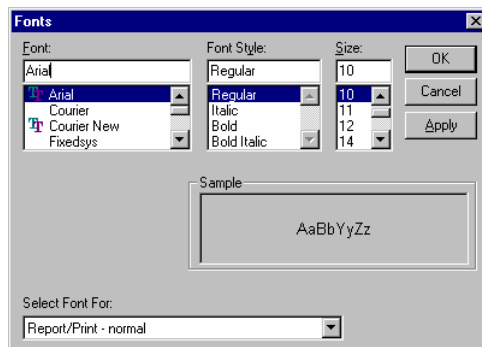 Fonts
Font:
Font Style:
Size:
Arial
Regular
10
OK
Cancel
Apply
Arial
Courier
Courier New
Fixedsys
Regular
Italic
Bold
Bold Italic
10
11
12
14
Sample
AaBbYyZz
Select Font For:
Report/Print - normal